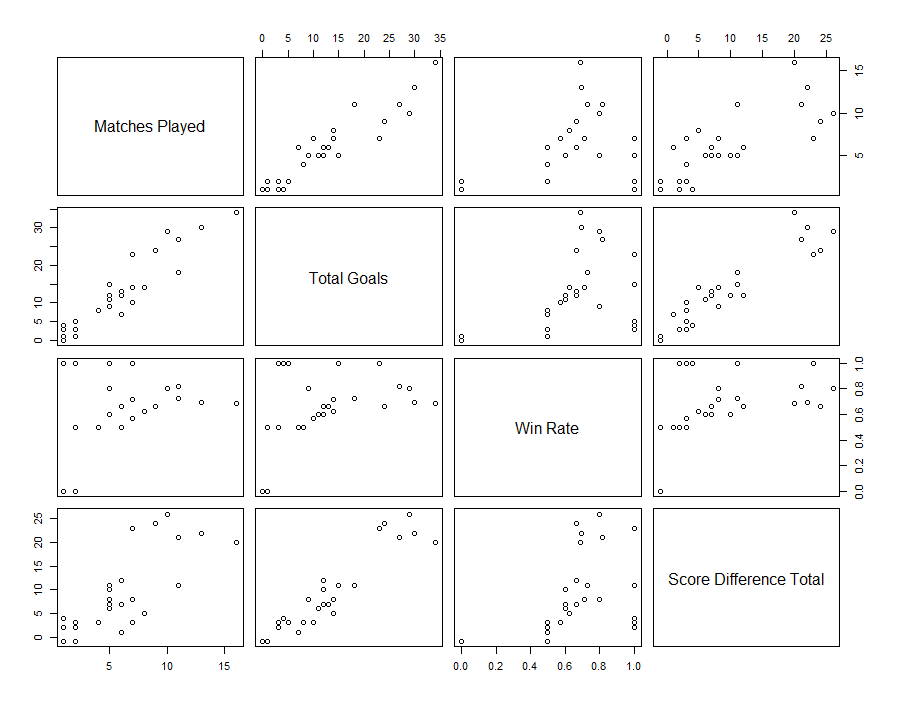 0 5 10 15 20 25 30 35 0 5 10 15 20 25
Matches Played
5 10 15
0 5 10 20 30
Total Goals
Win Rate
0.0 0.2 0.4 0.6 0.8 1.0
0 5 10 15 20 25
Score Difference Total
5 10 15 0.0 0.2 0.4 0.6 0.8 1.0